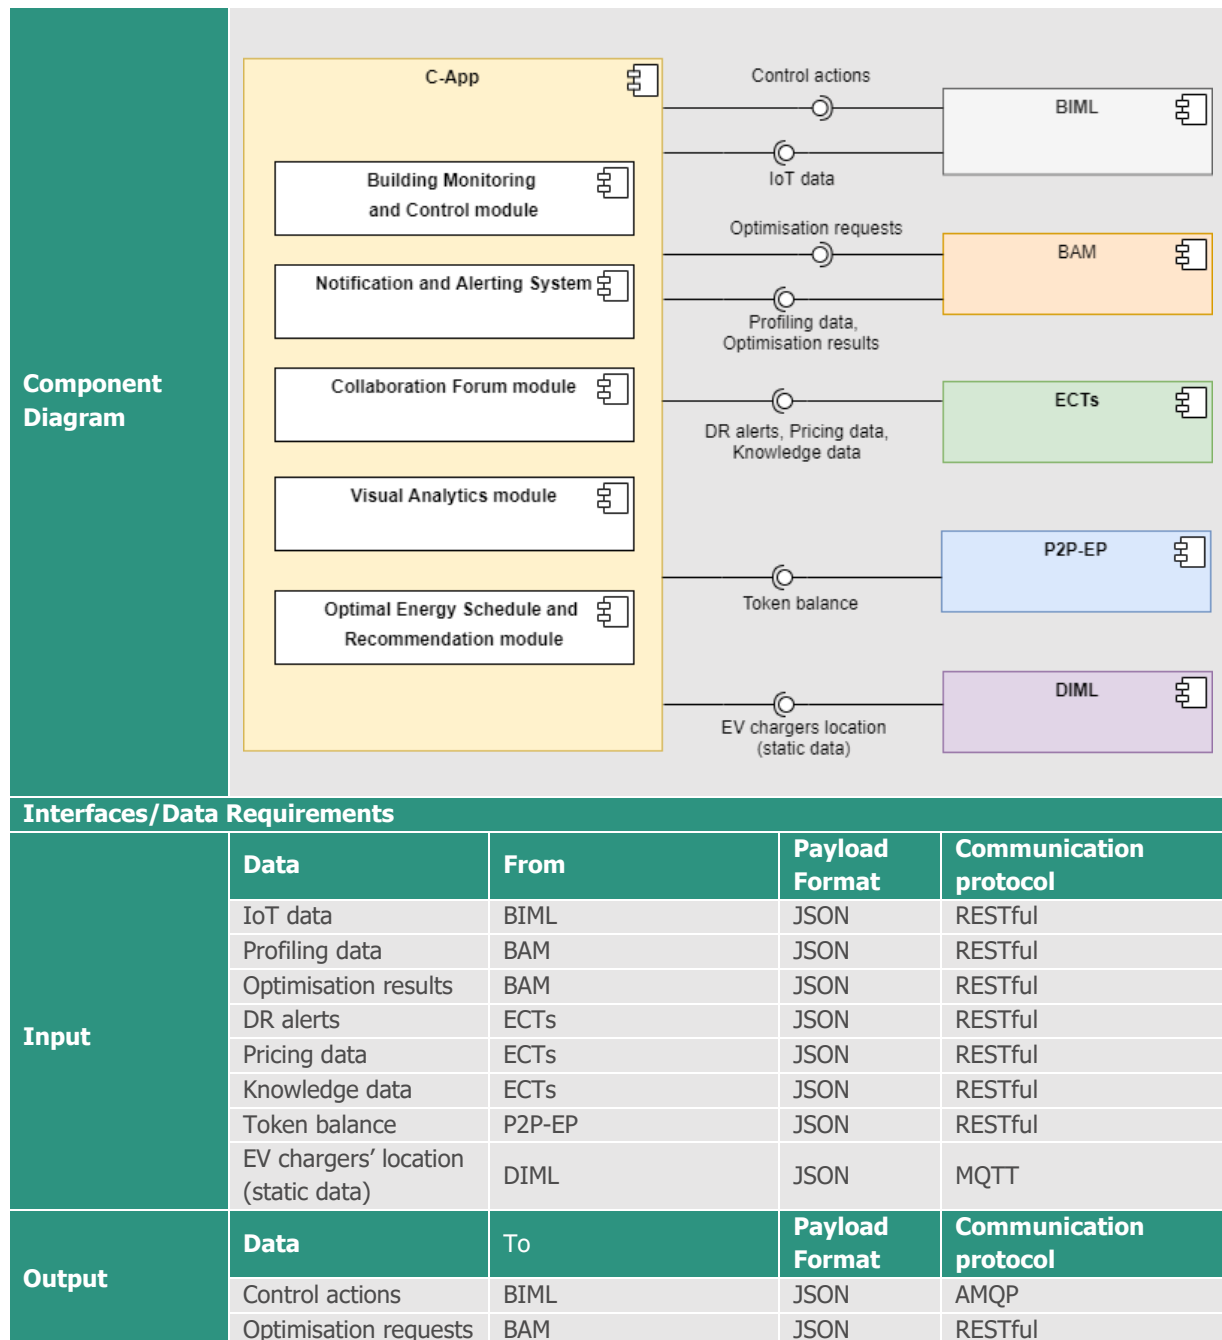 Component
Diagram
C-App
Building Monitoring
and Control module
Notification and Alerting System
Collaboration Forum module
Visual Analytics module
Optimal Energy Schedule and
Recommendation module
Control actions
BIML
IoT data
Optimisation requests
BAM
Profiling data,
Optimisation results
ECTs
DR alerts, Pricing data,
Knowledge data
P2P-EP
Token balance
DIML
EV chargers location
(static data)
Interfaces/Data Requirements
Input
Data From Payload Format Communication protocol
IoT data BIML JSON RESTful
Profiling data BAM JSON RESTful
Optimisation results BAM JSON RESTful
DR alerts ECTs JSON RESTful
Pricing data ECTs JSON RESTful
Knowledge data ECTs JSON RESTful
Token balance P2P-EP JSON RESTful
EV chargers’ location
(static data) DIML JSON MQTT
Output
Data To Payload Format Communication protocol
Control actions BIML JSON AMQP
Optimisation requests BAM JSON RESTful